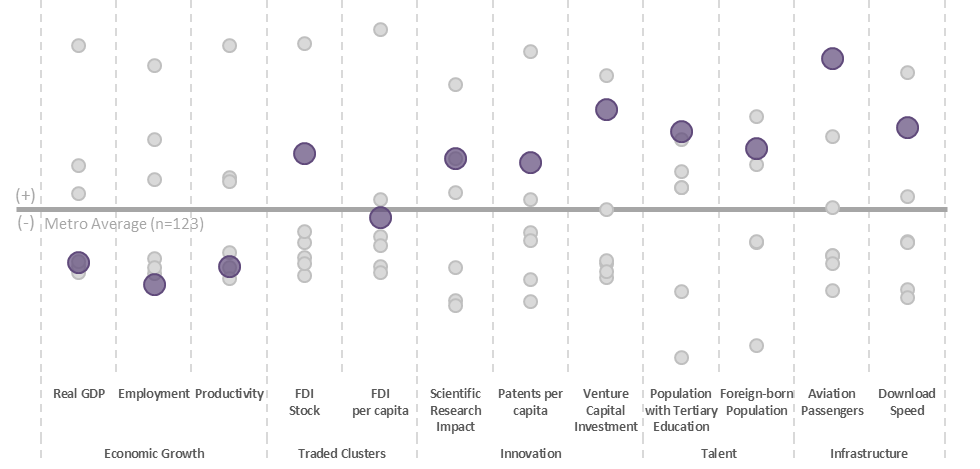 (+)
(-) Metro Average (n=123)
Real GDP Employment Productivity FDI FDI Scientific Patents per Venture Population Foreign-born Aviation Download
Stock per capita Research capita Capital with Tertiary Population Passengers Speed
Impact Investment Education
Economic Growth Traded Clusters Innovation Talent Infrastructure